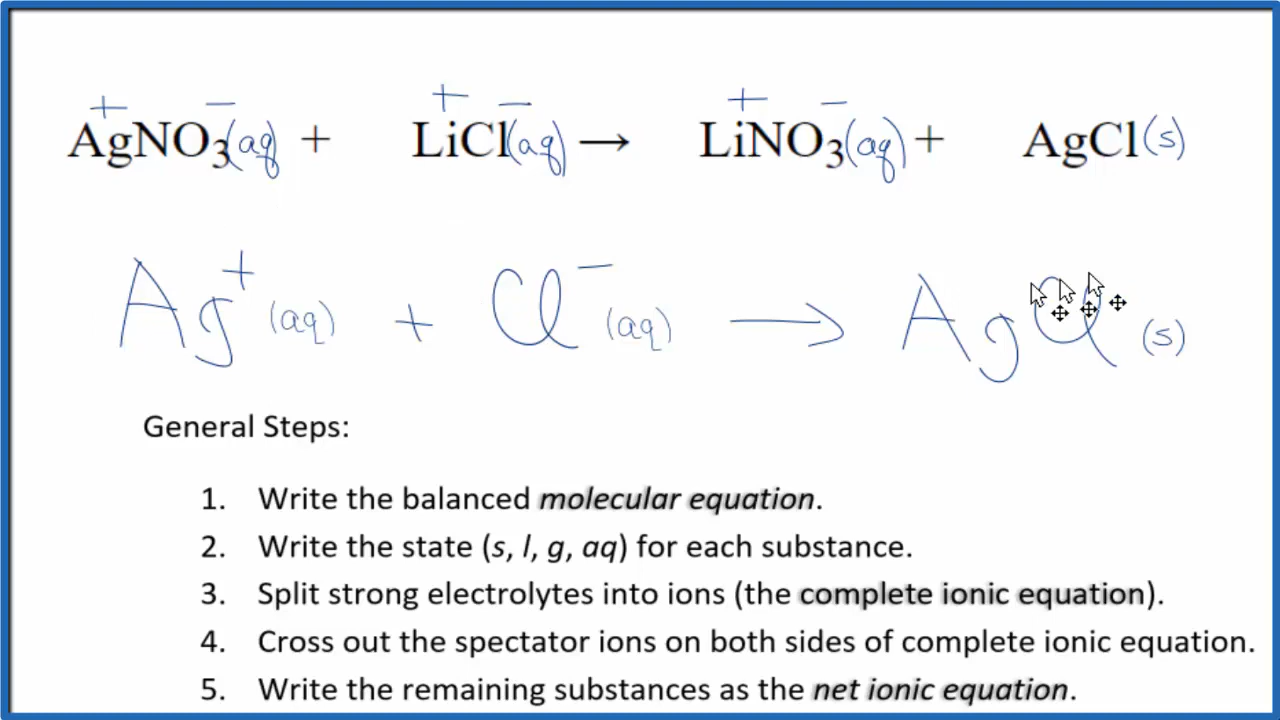 + − + − + −
AgNO₃(aq) + LiCl(aq) → LiNO₃(aq) + AgCl(s)
Ag⁺(aq) + Cl⁻(aq) → AgCl(s)
General Steps:
1. Write the balanced molecular equation.
2. Write the state (s, l, g, aq) for each substance.
3. Split strong electrolytes into ions (the complete ionic equation).
4. Cross out the spectator ions on both sides of complete ionic equation.
5. Write the remaining substances as the net ionic equation.